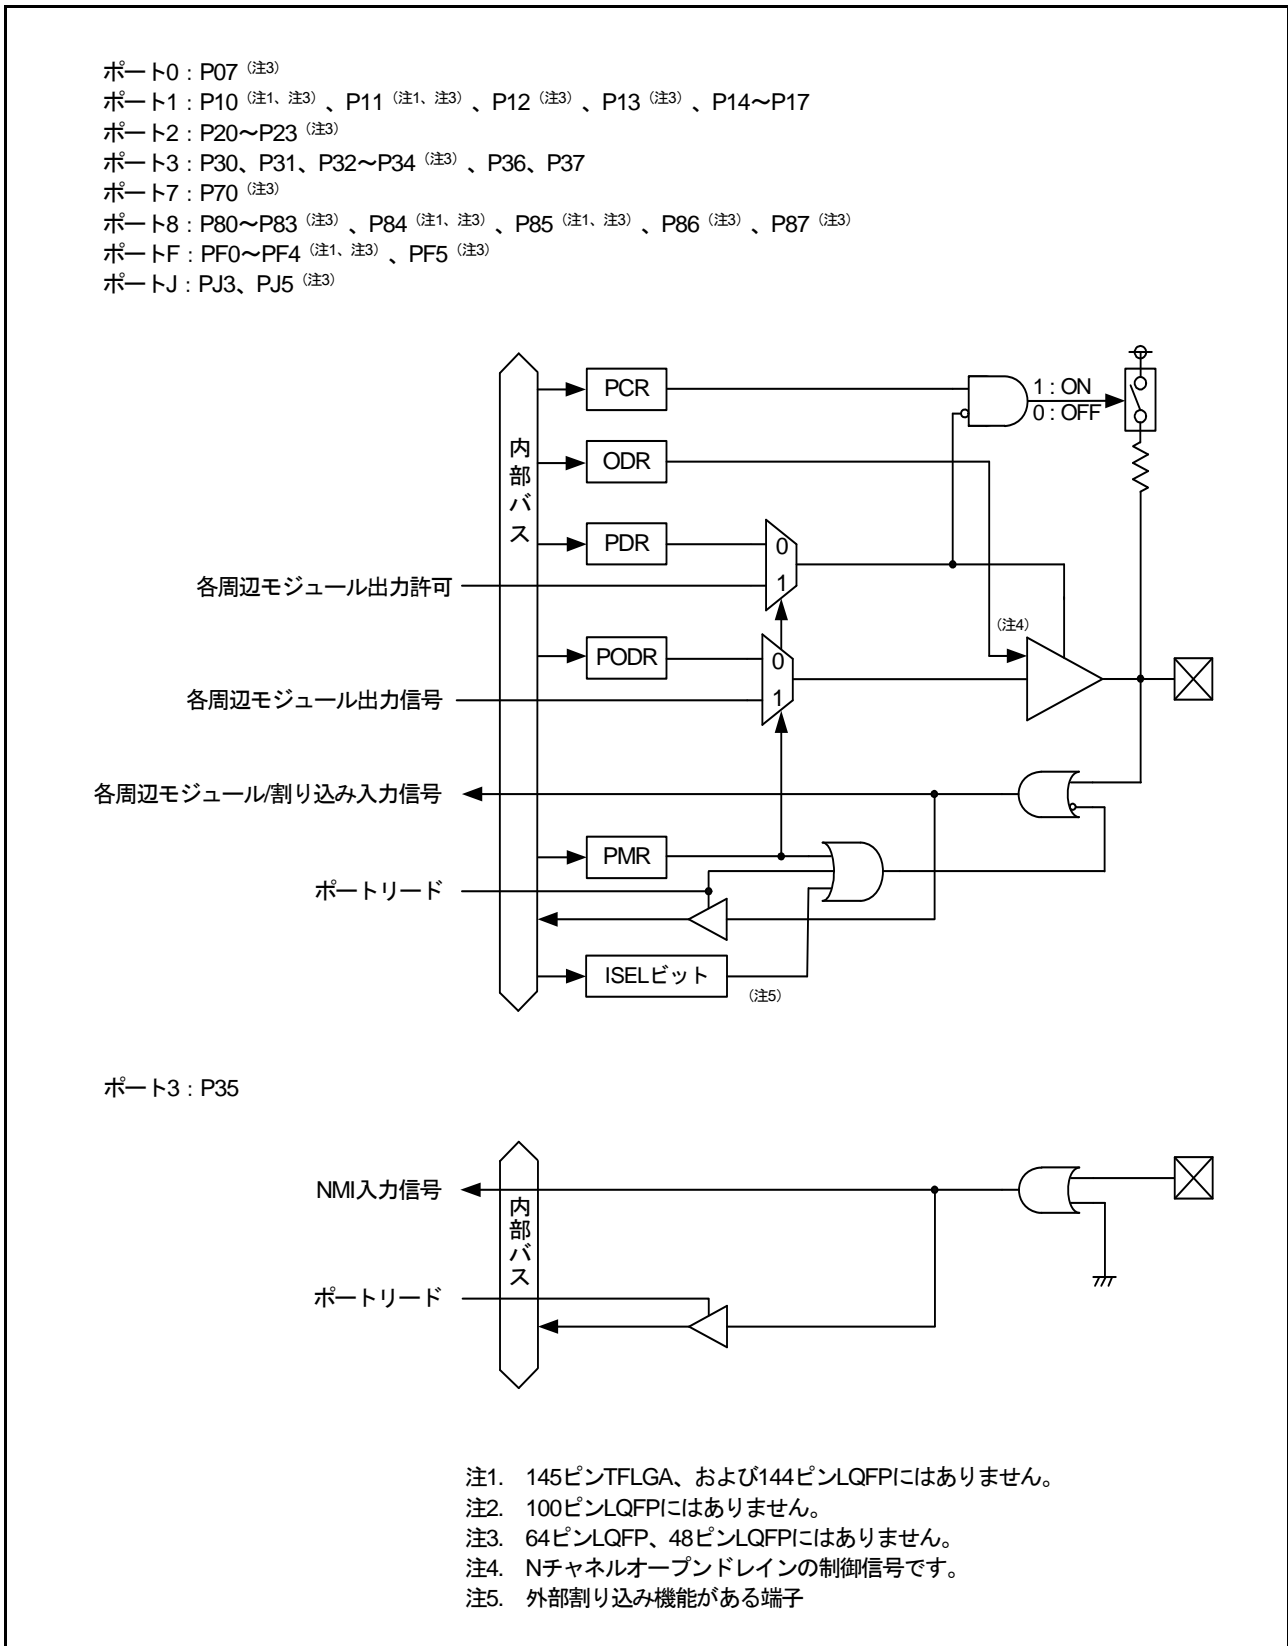 ポート0 : P07（注3）
ポート1 : P10（注1、注3）、P11（注1、注3）、P12（注3）、P13（注3）、P14～P17
ポート2 : P20～P23（注3）
ポート3 : P30、P31、P32～P34（注3）、P36、P37
ポート7 : P70（注3）
ポート8 : P80～P83（注3）、P84（注1、注3）、P85（注1、注3）、P86（注3）、P87（注3）
ポートF : PF0～PF4（注1、注3）、PF5（注3）
ポートJ : PJ3、PJ5（注3）
PCR
1 : ON
0 : OFF
内部バス
ODR
PDR
0
1
各周辺モジュール出力許可
（注4）
PODR
0
1
各周辺モジュール出力信号
各周辺モジュール/割り込み入力信号
PMR
ポートリード
ISELビット
（注5）
ポート3 : P35
NMI入力信号
内部バス
ポートリード
注1. 145ピンTFLGA、および144ピンLQFPにはありません。
注2. 100ピンLQFPにはありません。
注3. 64ピンLQFP、48ピンLQFPにはありません。
注4. Nチャネルオープンドレインの制御信号です。
注5. 外部割り込み機能がある端子